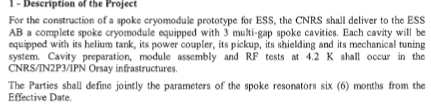 1 - Description of the Project
For the construction of a spoke cryomodule prototype for ESS, the CNRS shall deliver to the ESS
AB a complete spoke cryomodule equipped with 3 multi-gap spoke cavities. Each cavity will be
equipped with its helium tank, its power coupler, its pickup, its shielding and its mechanical tuning
system. Cavity preparation, module assembly and RF tests at 4.2 K shall occur in the
CNRS/IN2P3/IPN Orsay infrastructures.
The Parties shall define jointly the parameters of the spoke resonators six (6) months from the
Effective Date.